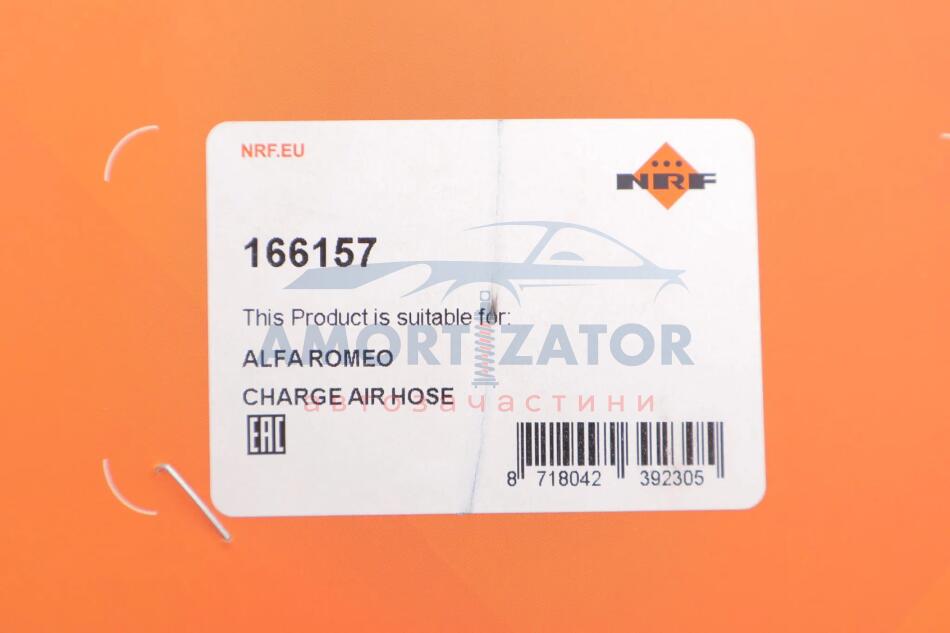 NRF.EU
NRF
166157
This Product is suitable for:
AMORTIZATOR
ALFA ROMEO
автозачастини
CHARGE AIR HOSE
EAC
8 718042 392305